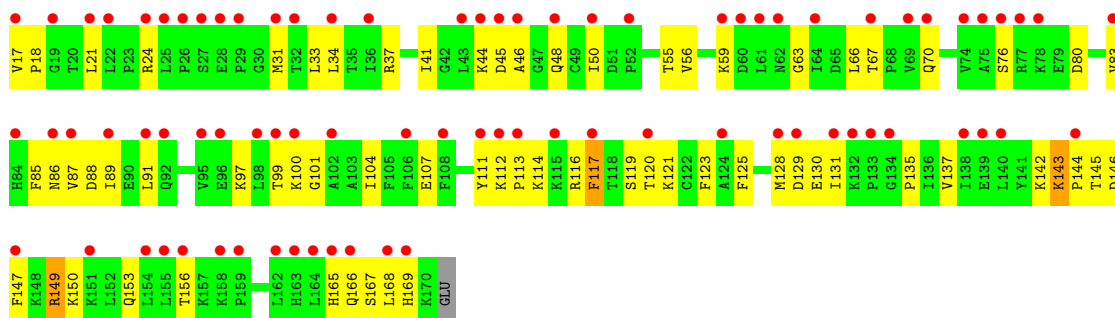 V17 P18 G19 T20 L21 L22 P23 R24 L25 P26 S27 E28 P29 G30 M31 T32 L33 L34 T35 I36 R37 I41 G42 L43 K44 D45 A46 G47 Q48 C49 I50 D51 P52 T55 V56 K59 D60 L61 N62 G63 I64 D65 L66 T67 P68 V69 Q70 V74 A75 S76 R77 K78 E79 D80 V83
H84 F85 N86 V87 D88 I89 E90 L91 Q92 V95 E96 K97 L98 T99 K100 G101 A102 A103 I104 F105 F106 E107 F108 Y111 K112 P113 K114 K115 R116 F117 T118 S119 T120 K121 C122 F123 A124 F125 M128 D129 E130 I131 K132 P133 G134 P135 I136 V137 I138 E139 L140 Y141 K142 K143 P144 T145 D146
F147 K148 R149 K150 K151 L152 Q153 L154 L155 T156 K157 K158 P159 L162 H163 L164 H165 Q166 S167 L168 H169 K170 GLU